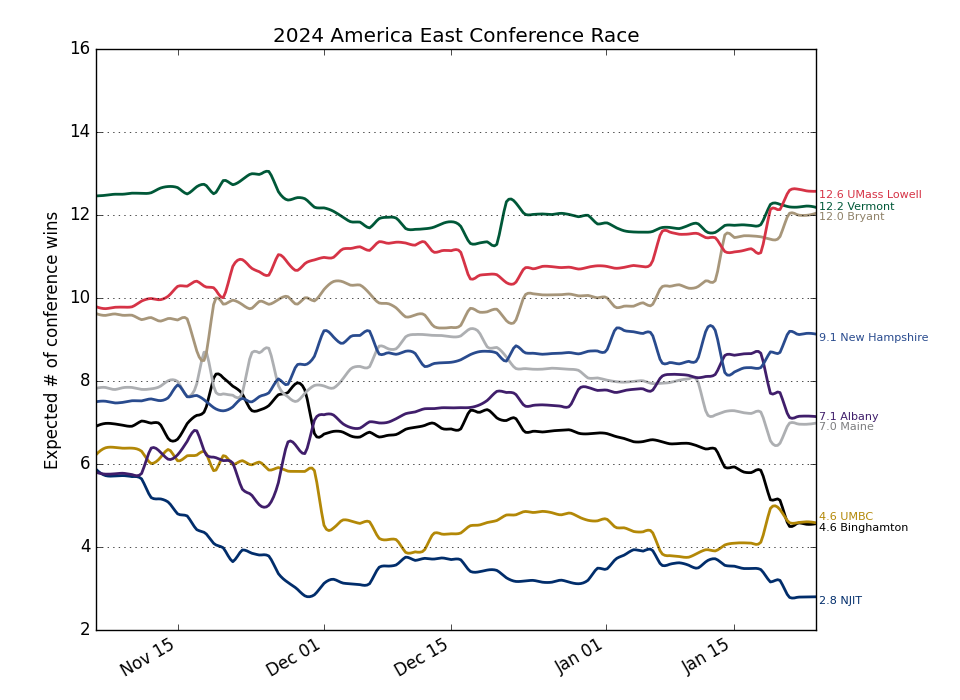 2024 America East Conference Race
Expected # of conference wins
16
14
12
10
8
6
4
2
12.6 UMass Lowell
12.2 Vermont
12.0 Bryant
9.1 New Hampshire
7.1 Albany
7.0 Maine
4.6 UMBC
4.6 Binghamton
2.8 NJIT
Nov 15
Dec 01
Dec 15
Jan 01
Jan 15